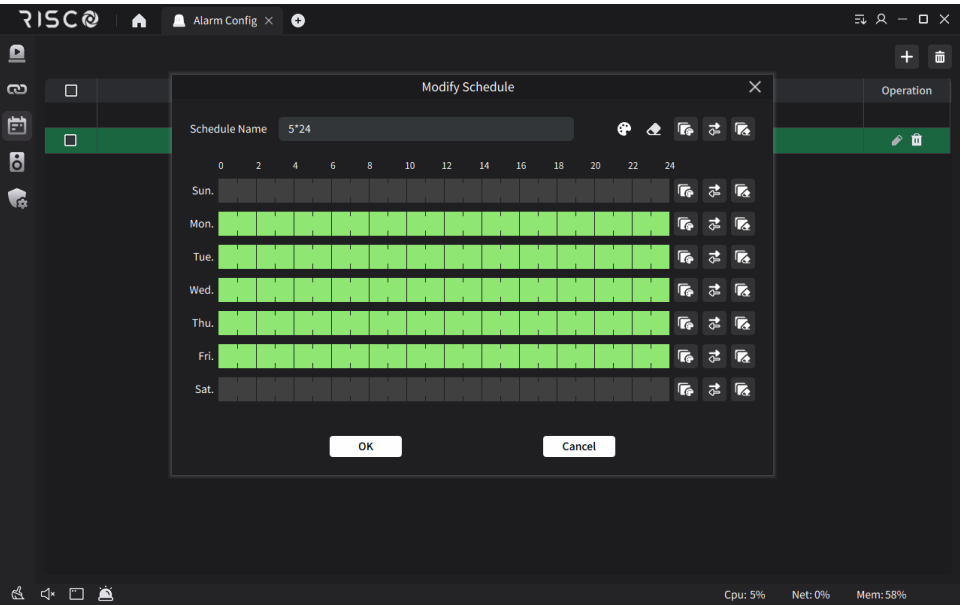 RISCO
Alarm Config
Operation
Modify Schedule
Schedule Name 5*24
0 2 4 6 8 10 12 14 16 18 20 22 24
Sun.
Mon.
Tue.
Wed.
Thu.
Fri.
Sat.
OK Cancel
Cpu: 5% Net: 0% Mem: 58%